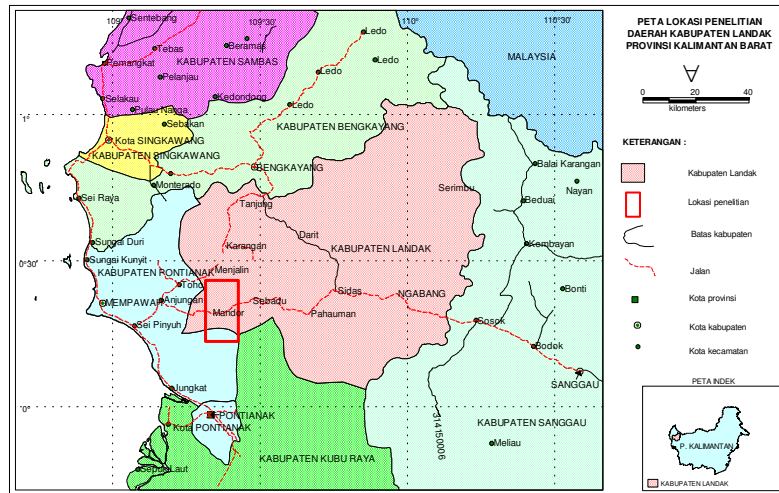 109°
109°30'
110°
110°30'
Sentebang
Ledo
Tebas
Beramas
Pemangkat
KABUPATEN SAMBAS
Ledo
Ledo
MALAYSIA
Pelanjau
Selakau
Kedondong
Pulau Nanga
Ledo
1°
Sebakan
KABUPATEN BENGKAYANG
Kota SINGKAWANG
KABUPATEN SINGKAWANG
BENGKAYANG
Balai Karangan
Monterado
Serimbu
Nayan
Sei Raya
Tanjung
Beduai
Sungai Duri
Karangan
Darit
KABUPATEN LANDAK
Kembayan
Sungai Kunyit
0°30'
KABUPATEN PONTIANAK
Menjalin
Toho
Sidas
NGABANG
Bonti
MEMPAWAH
Anjungan
Sebadu
Mandor
Pahauman
Sosok
Sei Pinyuh
Bodok
SANGGAU
Jungkat
0°
PONTIANAK
Kota PONTIANAK
314150006
KABUPATEN SANGGAU
Meliau
KABUPATEN KUBU RAYA
Sepuk Laut
PETA LOKASI PENELITIAN
DAERAH KABUPATEN LANDAK
PROVINSI KALIMANTAN BARAT
0 20 40
kilometers
KETERANGAN :
Kabupaten Landak
Lokasi penelitian
Batas kabupaten
Jalan
Kota provinsi
Kota kabupaten
Kota kecamatan
PETA INDEK
P. KALIMANTAN
KABUPATEN LANDAK